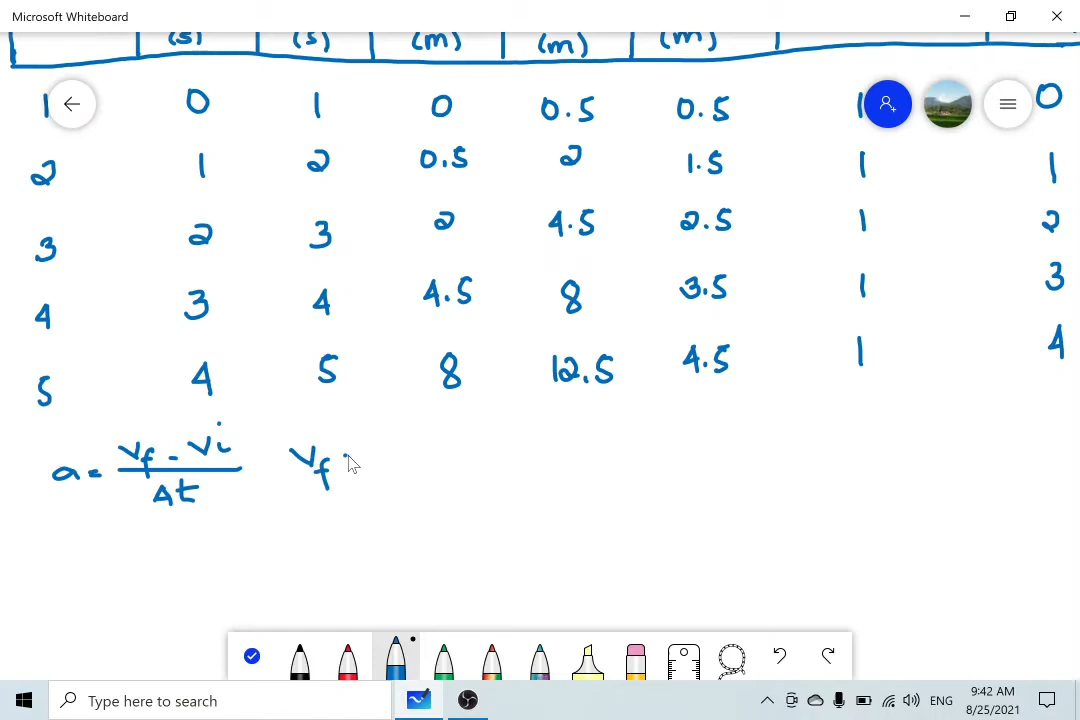 Microsoft Whiteboard
(s) (s) (m) (m) (m)
1 0 1 0 0.5 0.5 1 0
2 1 2 0.5 2 1.5 1 1
3 2 3 2 4.5 2.5 1 2
4 3 4 4.5 8 3.5 1 3
5 4 5 8 12.5 4.5 1 4
a = (vf - vi) / Δt vf
Type here to search ENG 9:42 AM
8/25/2021